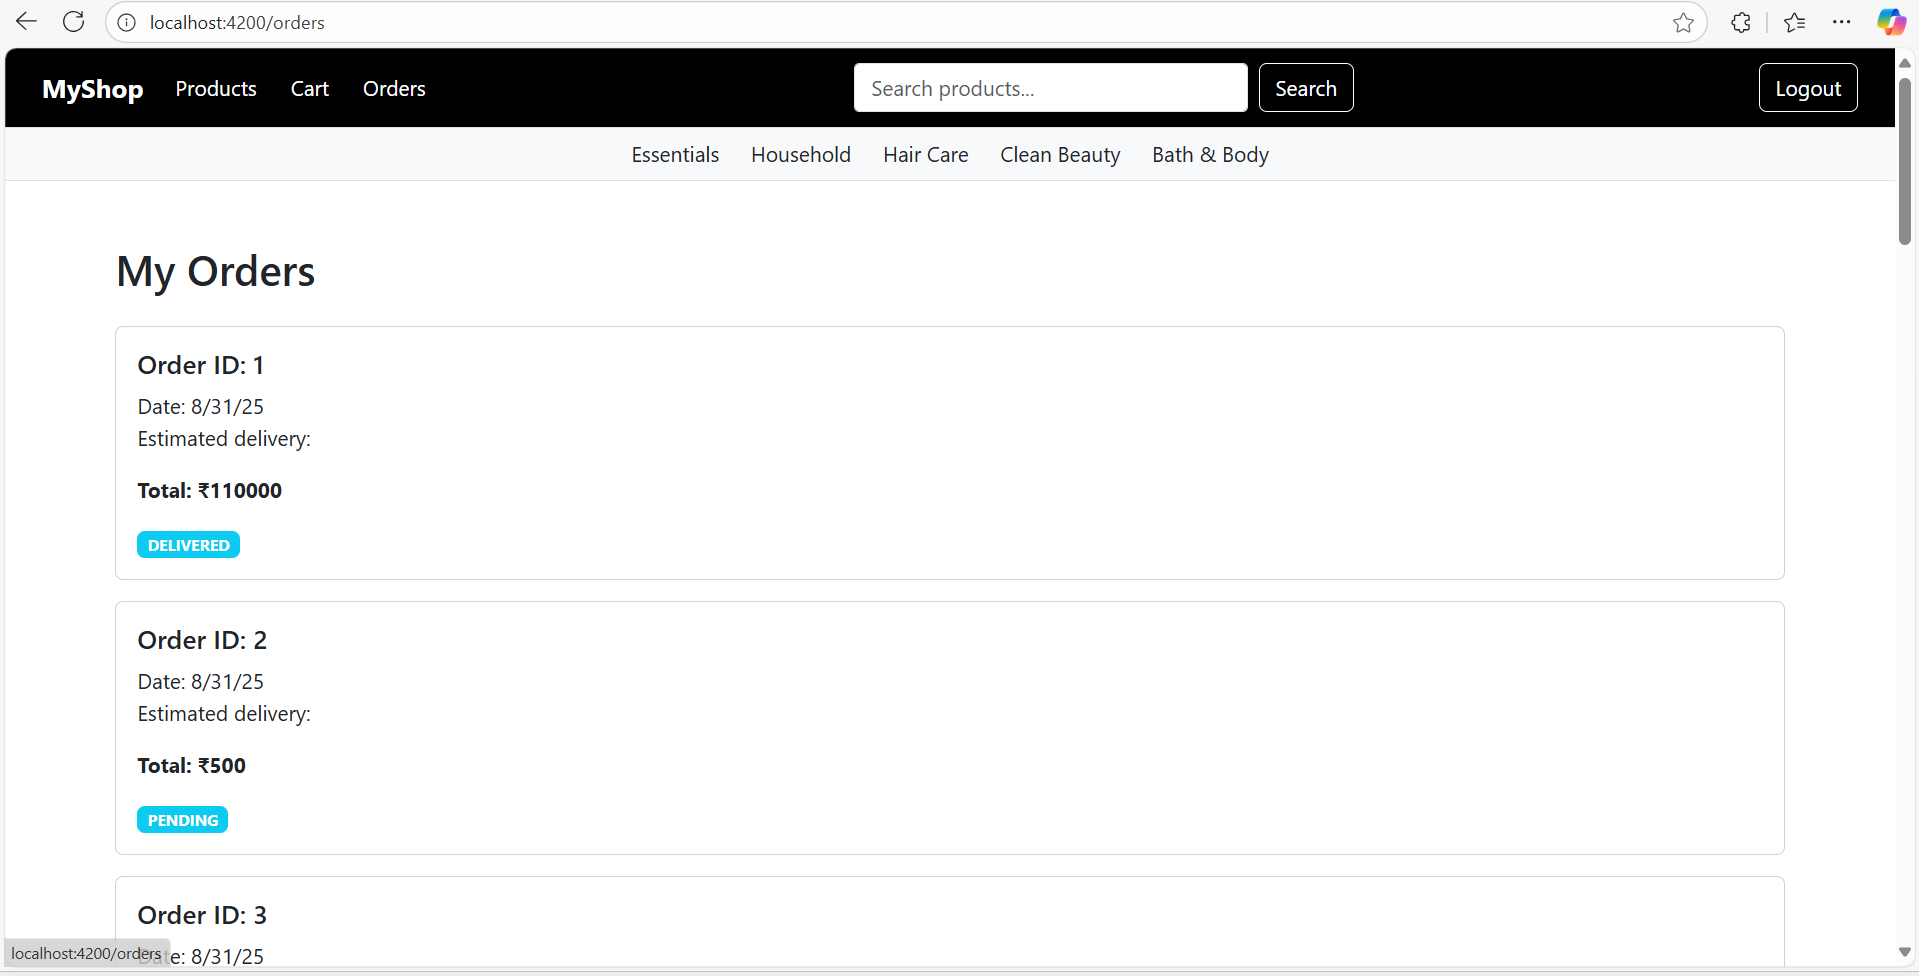 localhost:4200/orders
MyShop Products Cart Orders Search products... Search Logout
Essentials Household Hair Care Clean Beauty Bath & Body
My Orders
Order ID: 1
Date: 8/31/25
Estimated delivery:
Total: ₹110000
DELIVERED
Order ID: 2
Date: 8/31/25
Estimated delivery:
Total: ₹500
PENDING
Order ID: 3
Date: 8/31/25
localhost:4200/orders